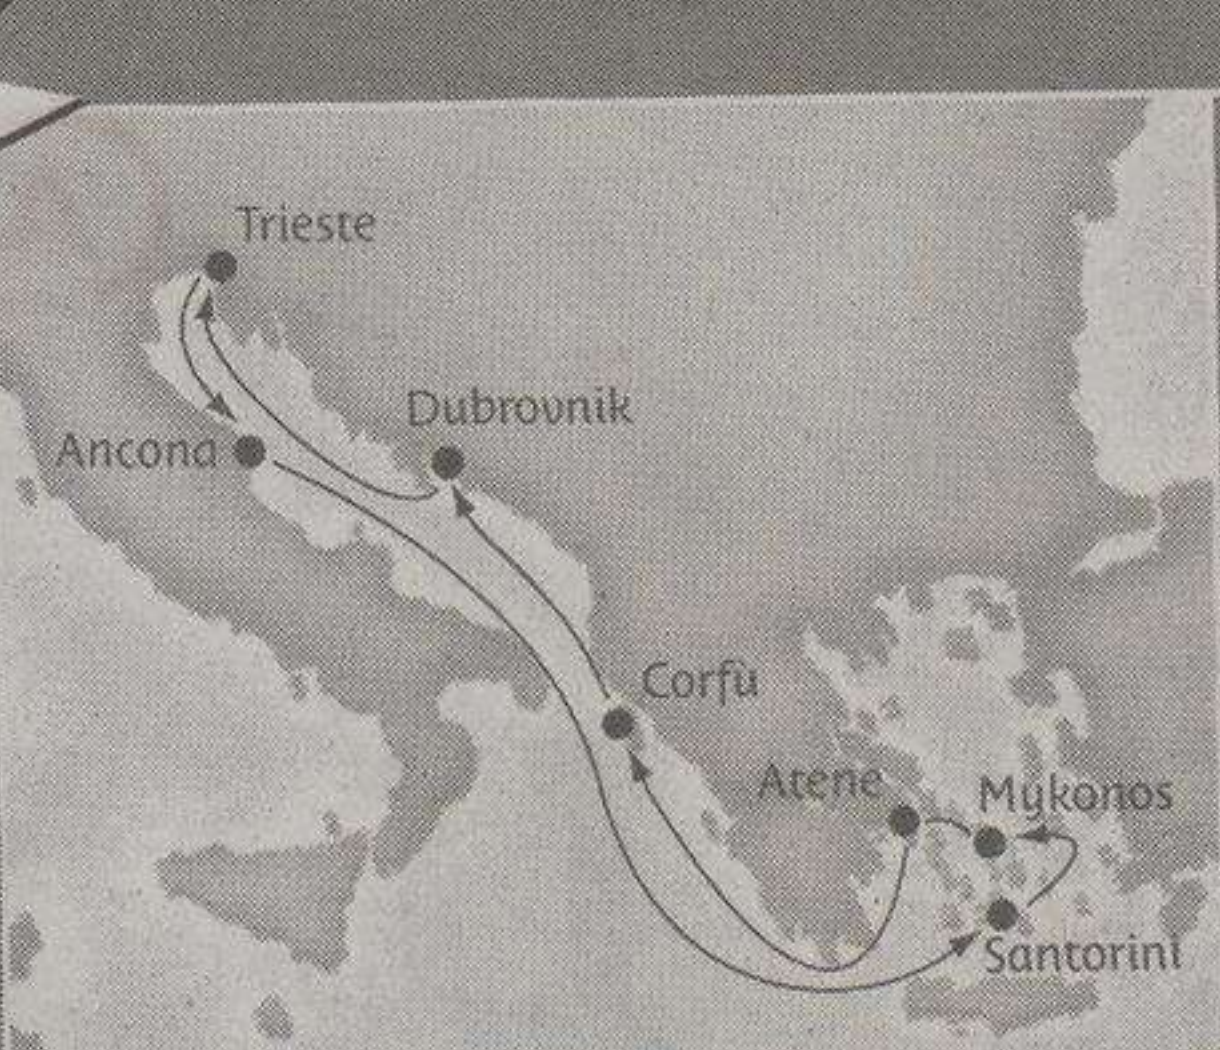 Trieste
Dubrovnik
Ancona
Corfù
Atene
Mykonos
Santorini